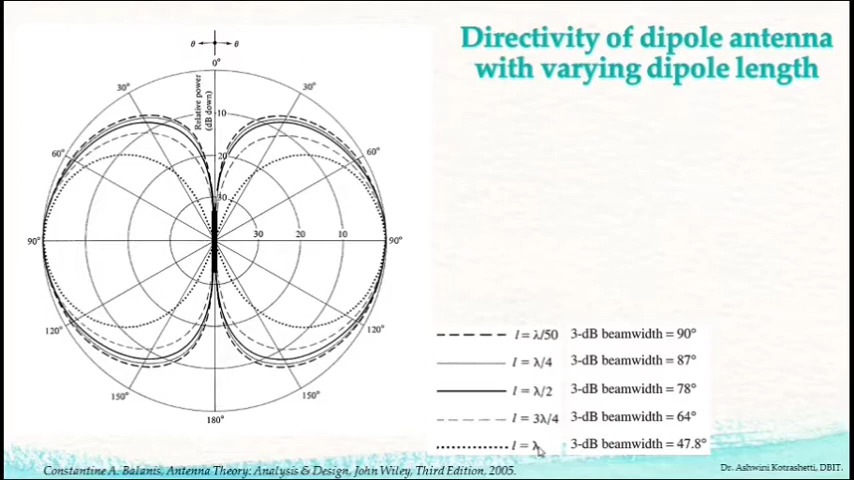 Directivity of dipole antenna
with varying dipole length
θ θ
0°
30° 30°
Relative power
(dB down)
10
60° 60°
20
30
90° 30 20 10 90°
120° 120°
150° 150°
180°
l = λ/50 3-dB beamwidth = 90°
l = λ/4 3-dB beamwidth = 87°
l = λ/2 3-dB beamwidth = 78°
l = 3λ/4 3-dB beamwidth = 64°
l = λ 3-dB beamwidth = 47.8°
Constantine A. Balanis, Antenna Theory: Analysis & Design, John Wiley, Third Edition, 2005.
Dr. Ashwini Kotrashetti, DBIT.